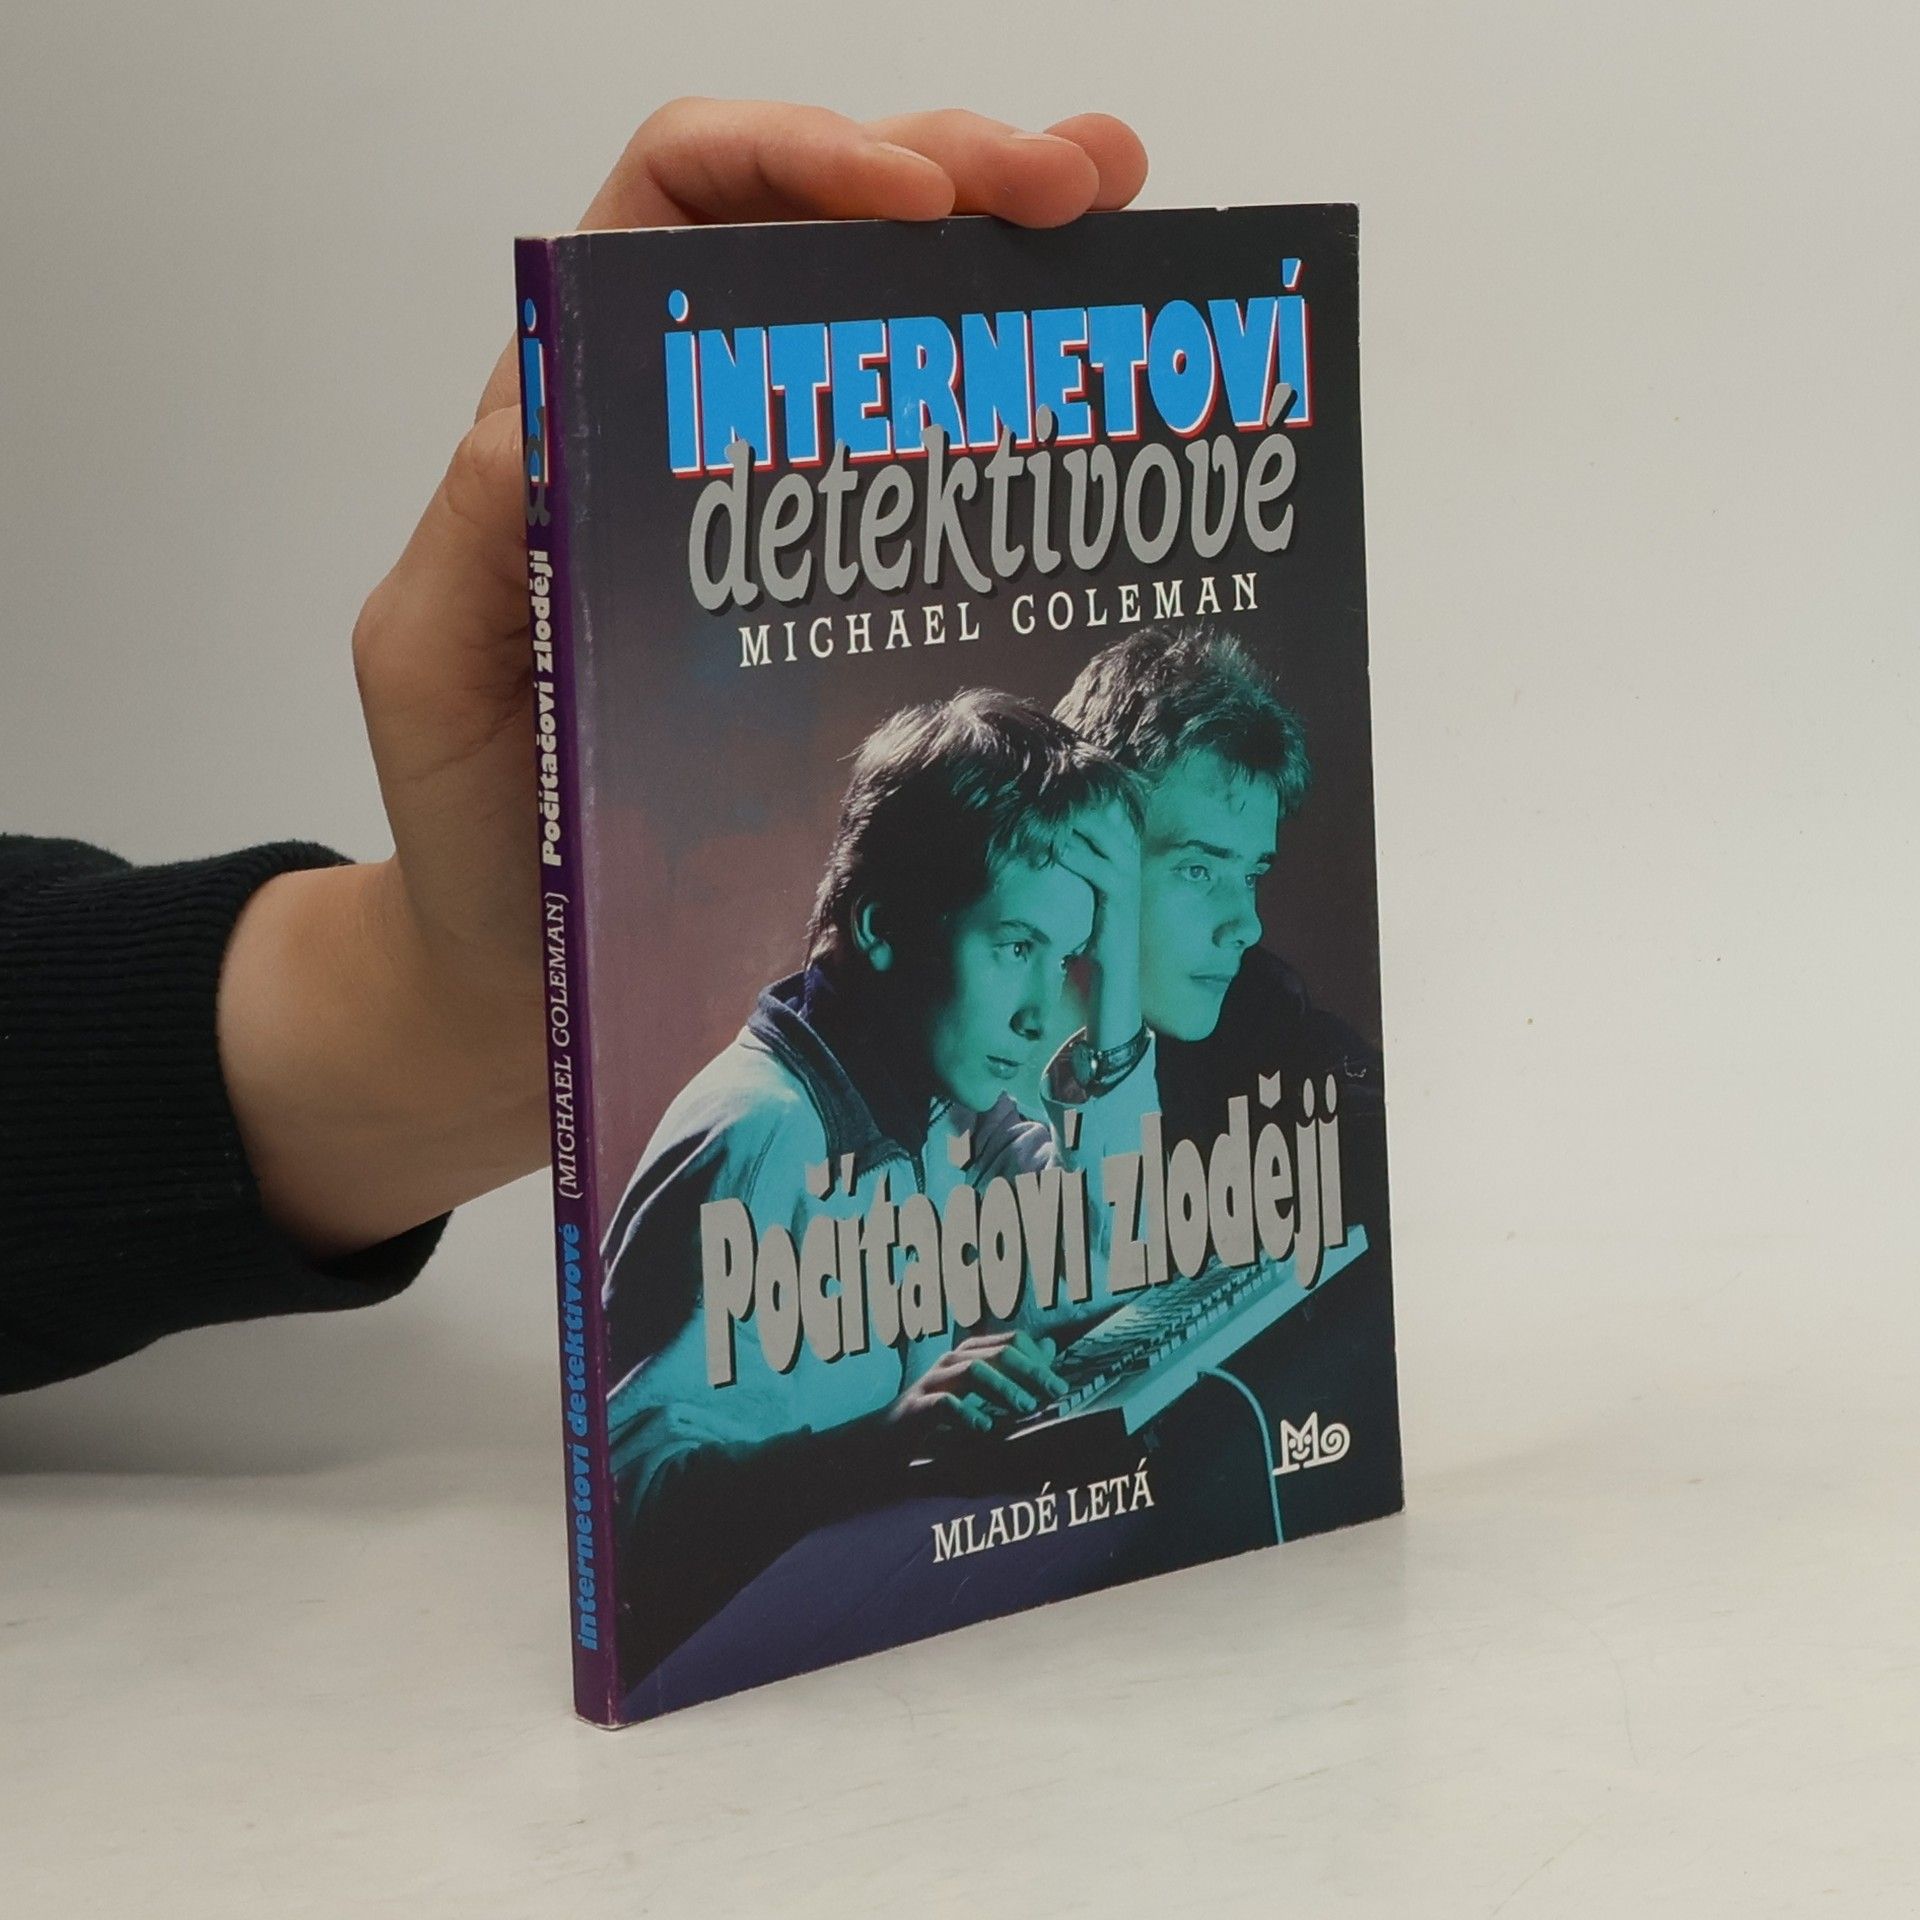 iNTERNETOVÍ
detektivové
MICHAEL COLEMAN
Počítačoví zloději
MLADÉ LETÁ
internetoví detektivové (MICHAEL COLEMAN) Počítačoví zloději i d